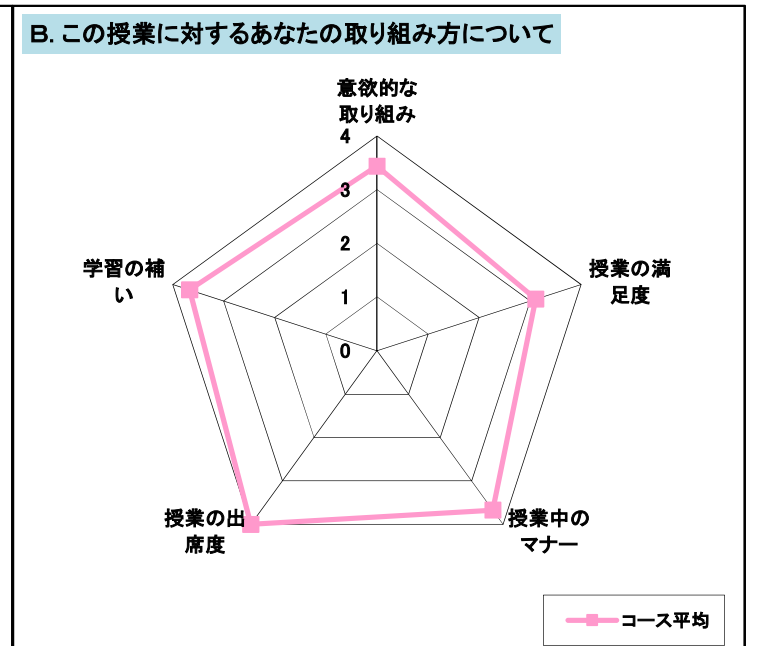 B. この授業に対するあなたの取り組み方について
意欲的な
取り組み
4
3
2
1
0
学習の補
い
授業の満
足度
授業の出
席度
授業中の
マナー
コース平均